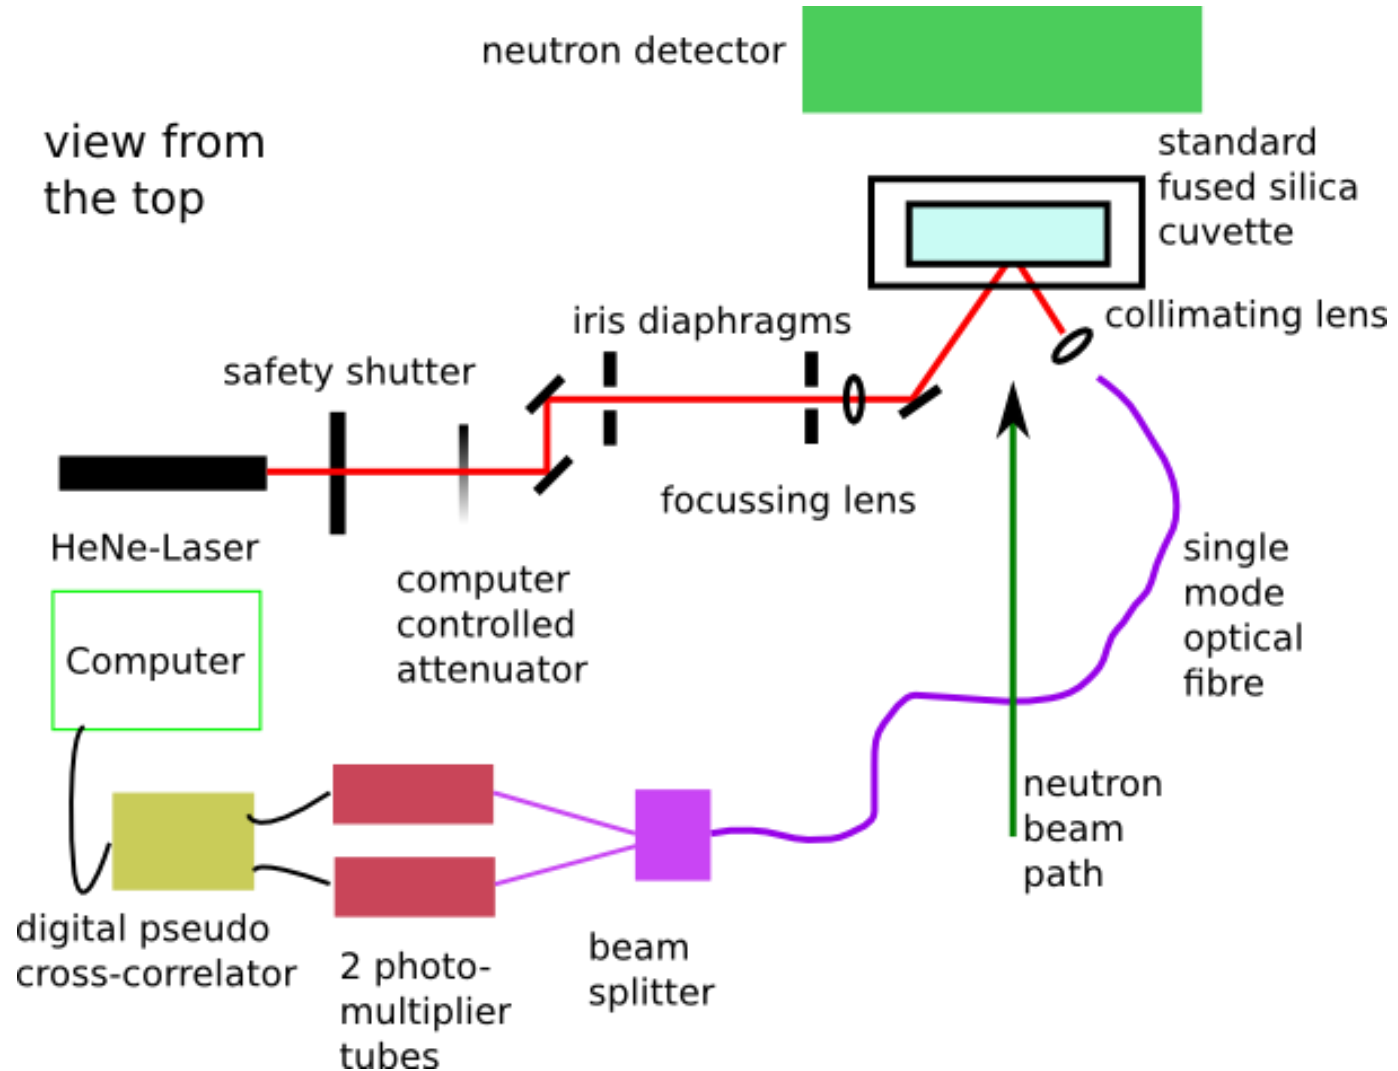 neutron detector
view from
the top
standard
fused silica
cuvette
iris diaphragms
collimating lens
safety shutter
focussing lens
HeNe-Laser
computer
controlled
attenuator
single
mode
optical
fibre
Computer
neutron
beam
path
digital pseudo
cross-correlator
2 photo-
multiplier
tubes
beam
splitter